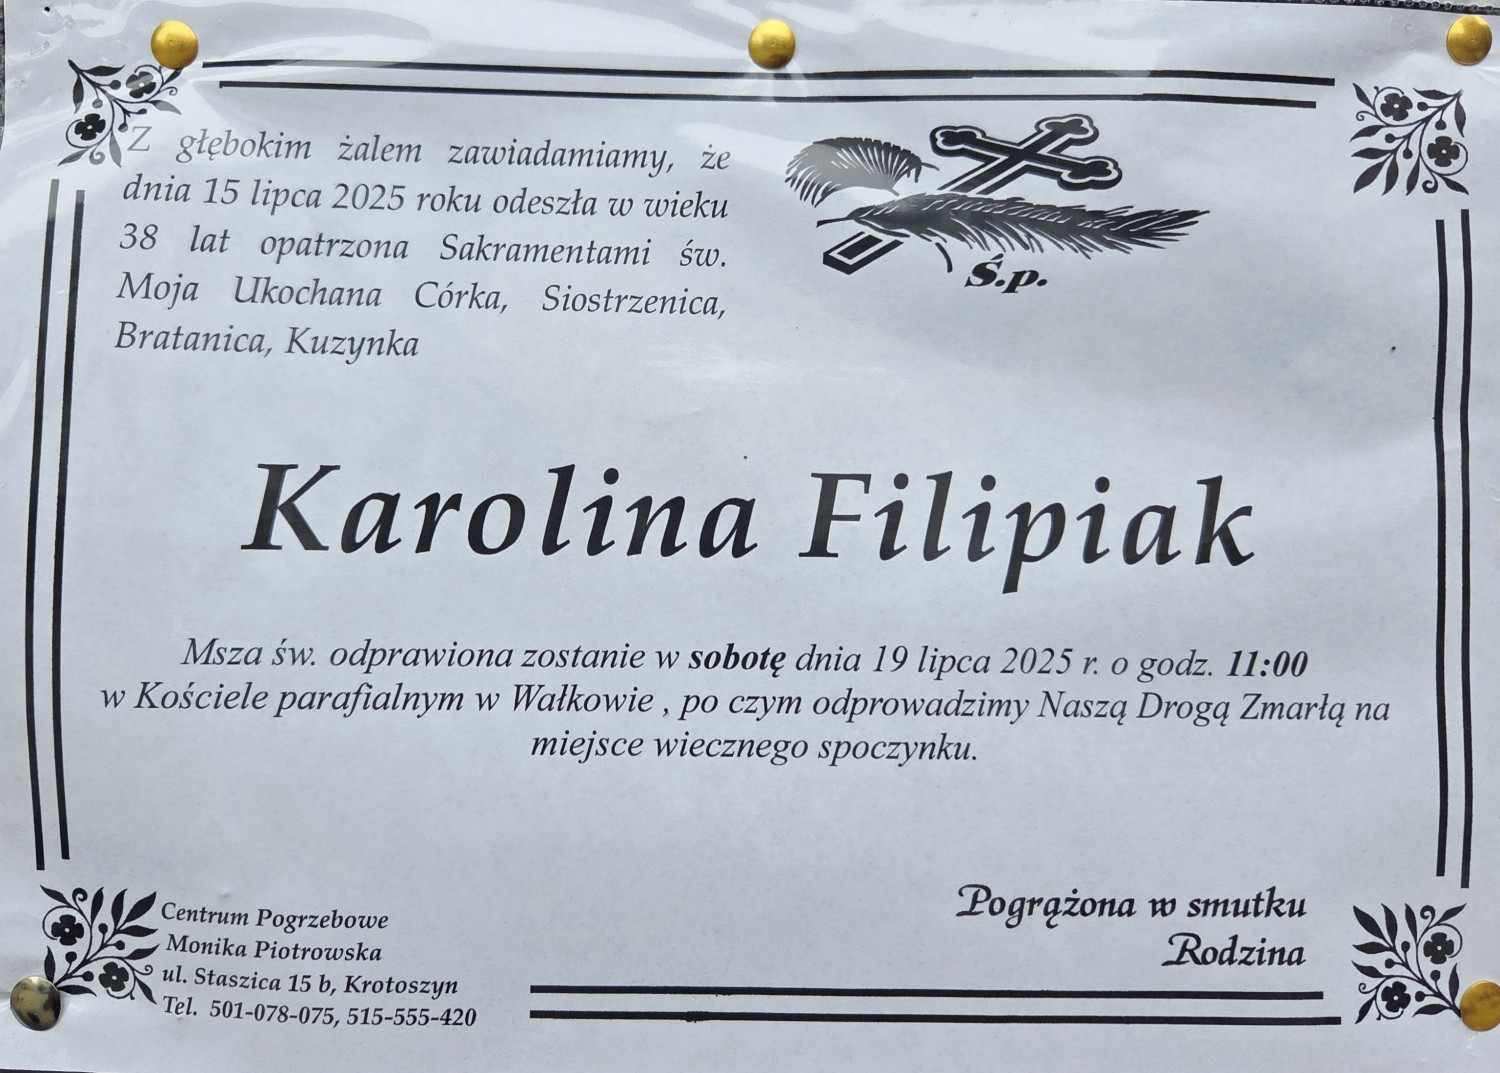 Z głębokim żalem zawiadamiamy, że
dnia 15 lipca 2025 roku odeszła w wieku
38 lat opatrzona Sakramentami św.
Moja Ukochana Córka, Siostrzenica,
Bratanica, Kuzynka
Ś.p.
Karolina Filipiak
Msza św. odprawiona zostanie w sobotę dnia 19 lipca 2025 r. o godz. 11:00
w Kościele parafialnym w Wałkowie , po czym odprowadzimy Naszą Drogą Zmarłą na
miejsce wiecznego spoczynku.
Pogrążona w smutku
Rodzina
Centrum Pogrzebowe
Monika Piotrowska
ul. Staszica 15 b, Krotoszyn
Tel. 501-078-075, 515-555-420